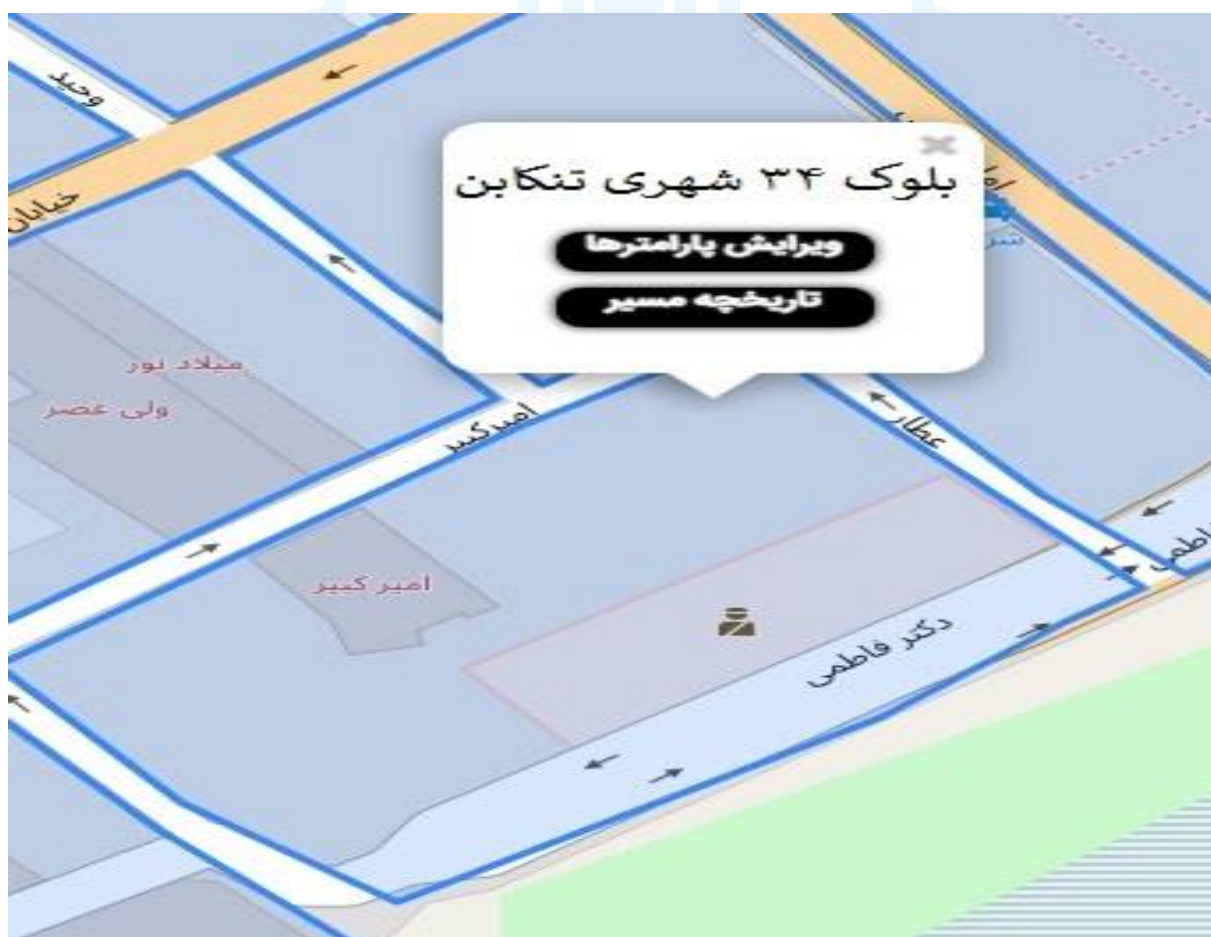 وحید
خیابان
بلوک ۳۴ شهری تنکابن
ویرایش پارامترها
تاریخچه مسیر
میلاد نور
ولی عصر
امیرکبیر
عطار
امیر کبیر
دکتر فاطمی
فاطمی